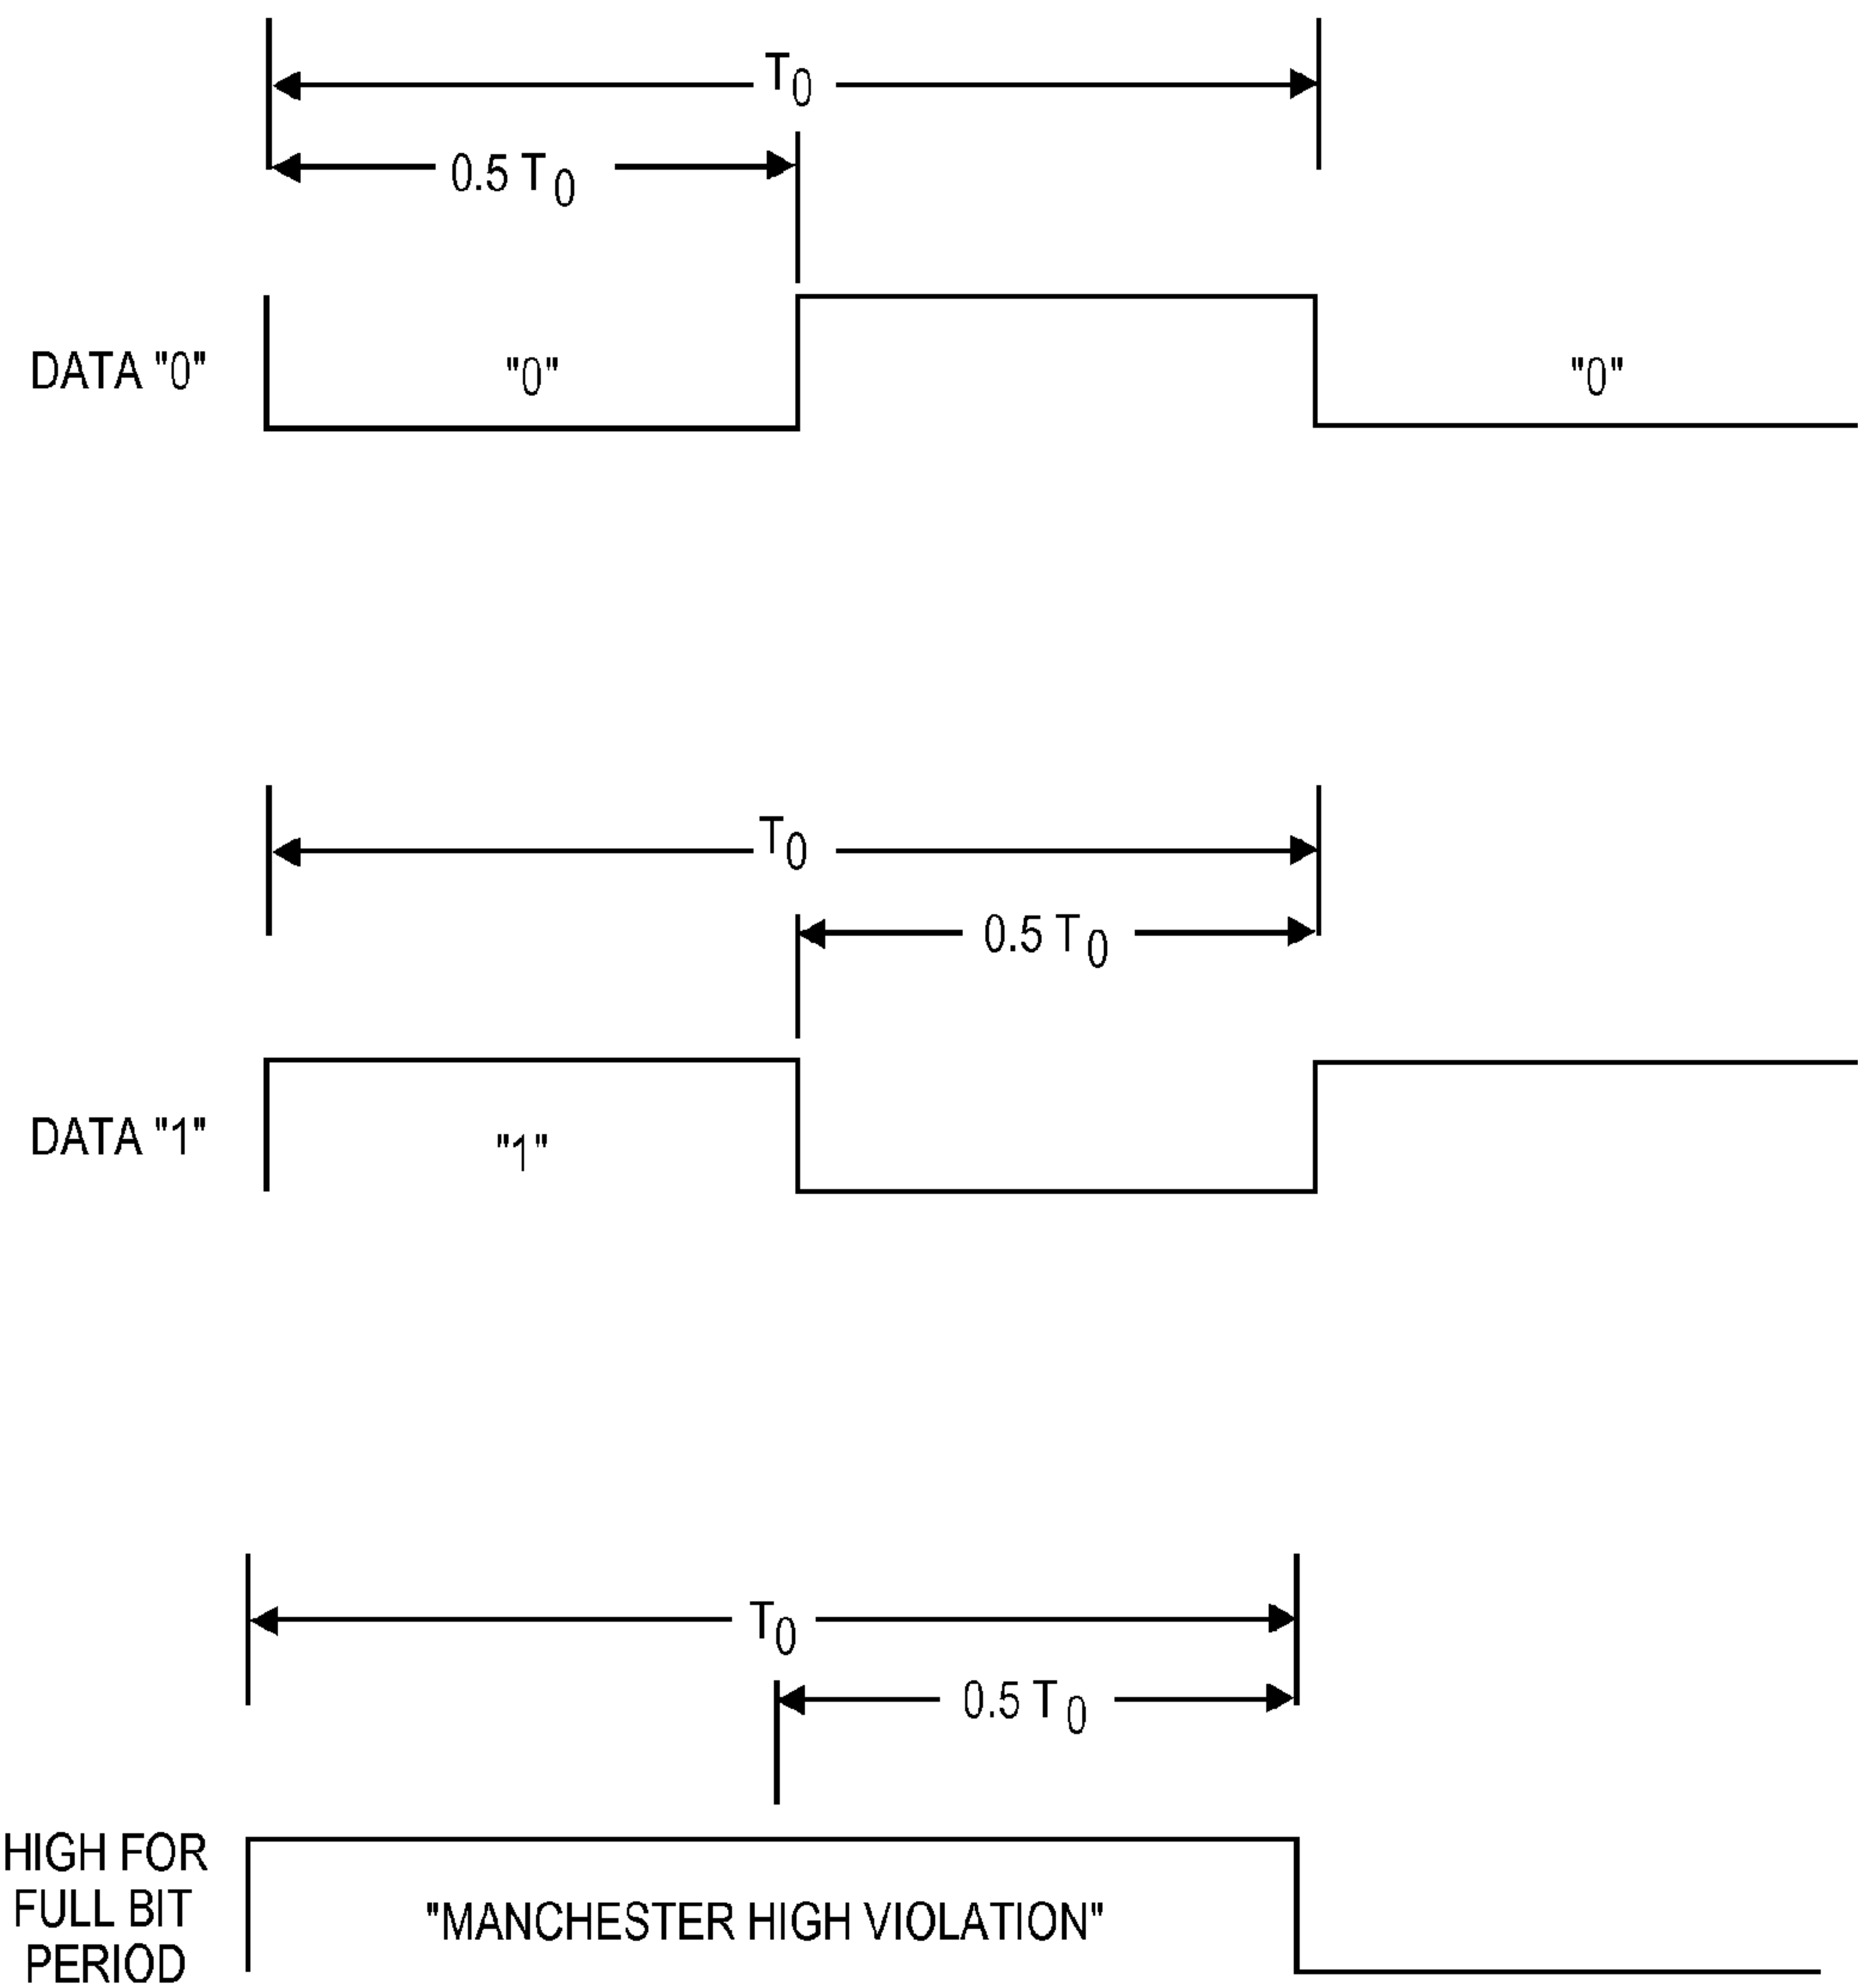 T0
0.5 T0
DATA "0"
"0"
"0"
T0
0.5 T0
DATA "1"
"1"
T0
0.5 T0
HIGH FOR
FULL BIT
PERIOD
"MANCHESTER HIGH VIOLATION"